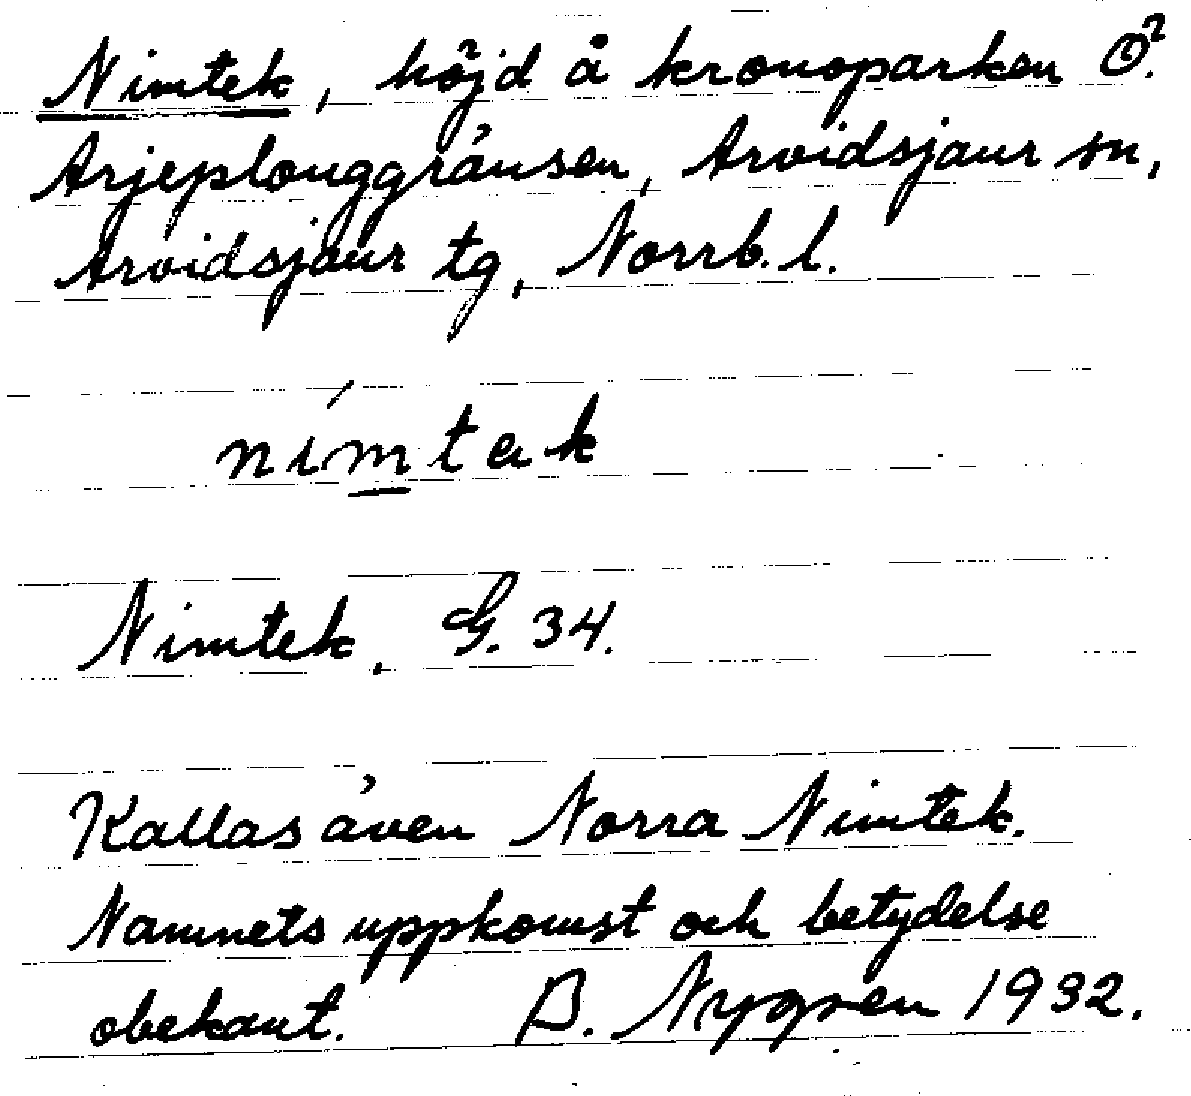 Nimtek, höjd å kronoparken Ö.
Arjeplouggränsen, Arvidsjaur sn,
Arvidsjaur tg, Norrb. l.
nímtek
Nimtek, G. 34.
Kallas även Norra Nimtek.
Namnets uppkomst och betydelse
obekant. B. Nygren 1932.